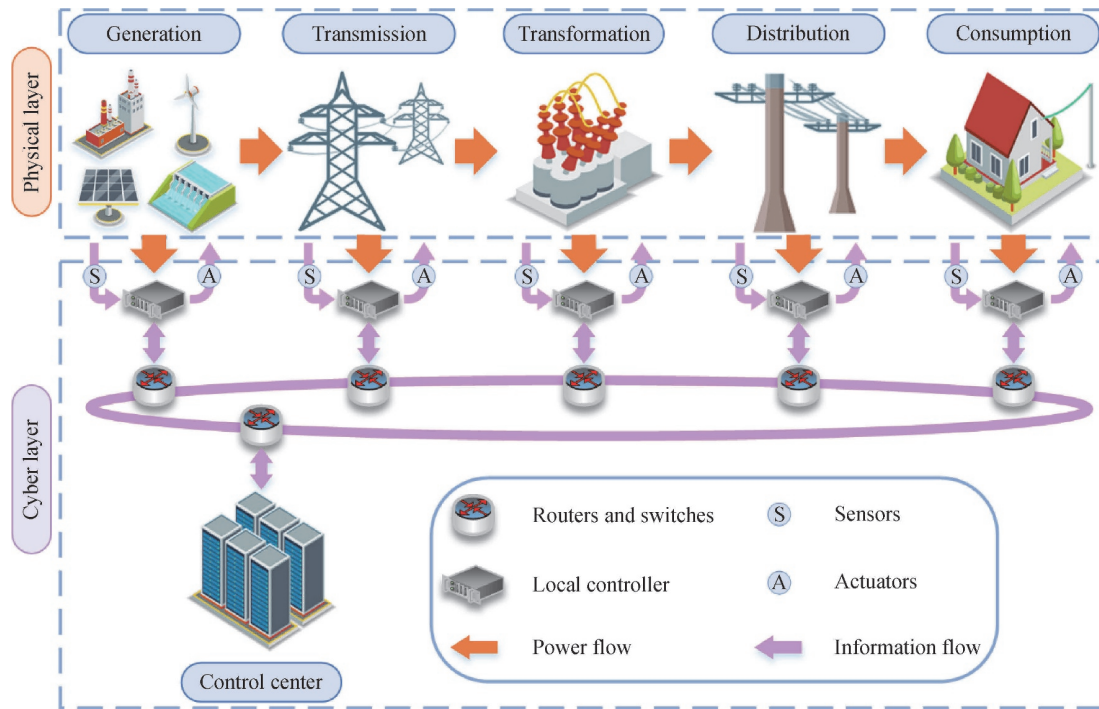 Generation
Transmission
Transformation
Distribution
Consumption
Physical layer
S
A
S
A
S
A
S
A
S
A
Cyber layer
Routers and switches
S
Sensors
Local controller
A
Actuators
Power flow
Information flow
Control center